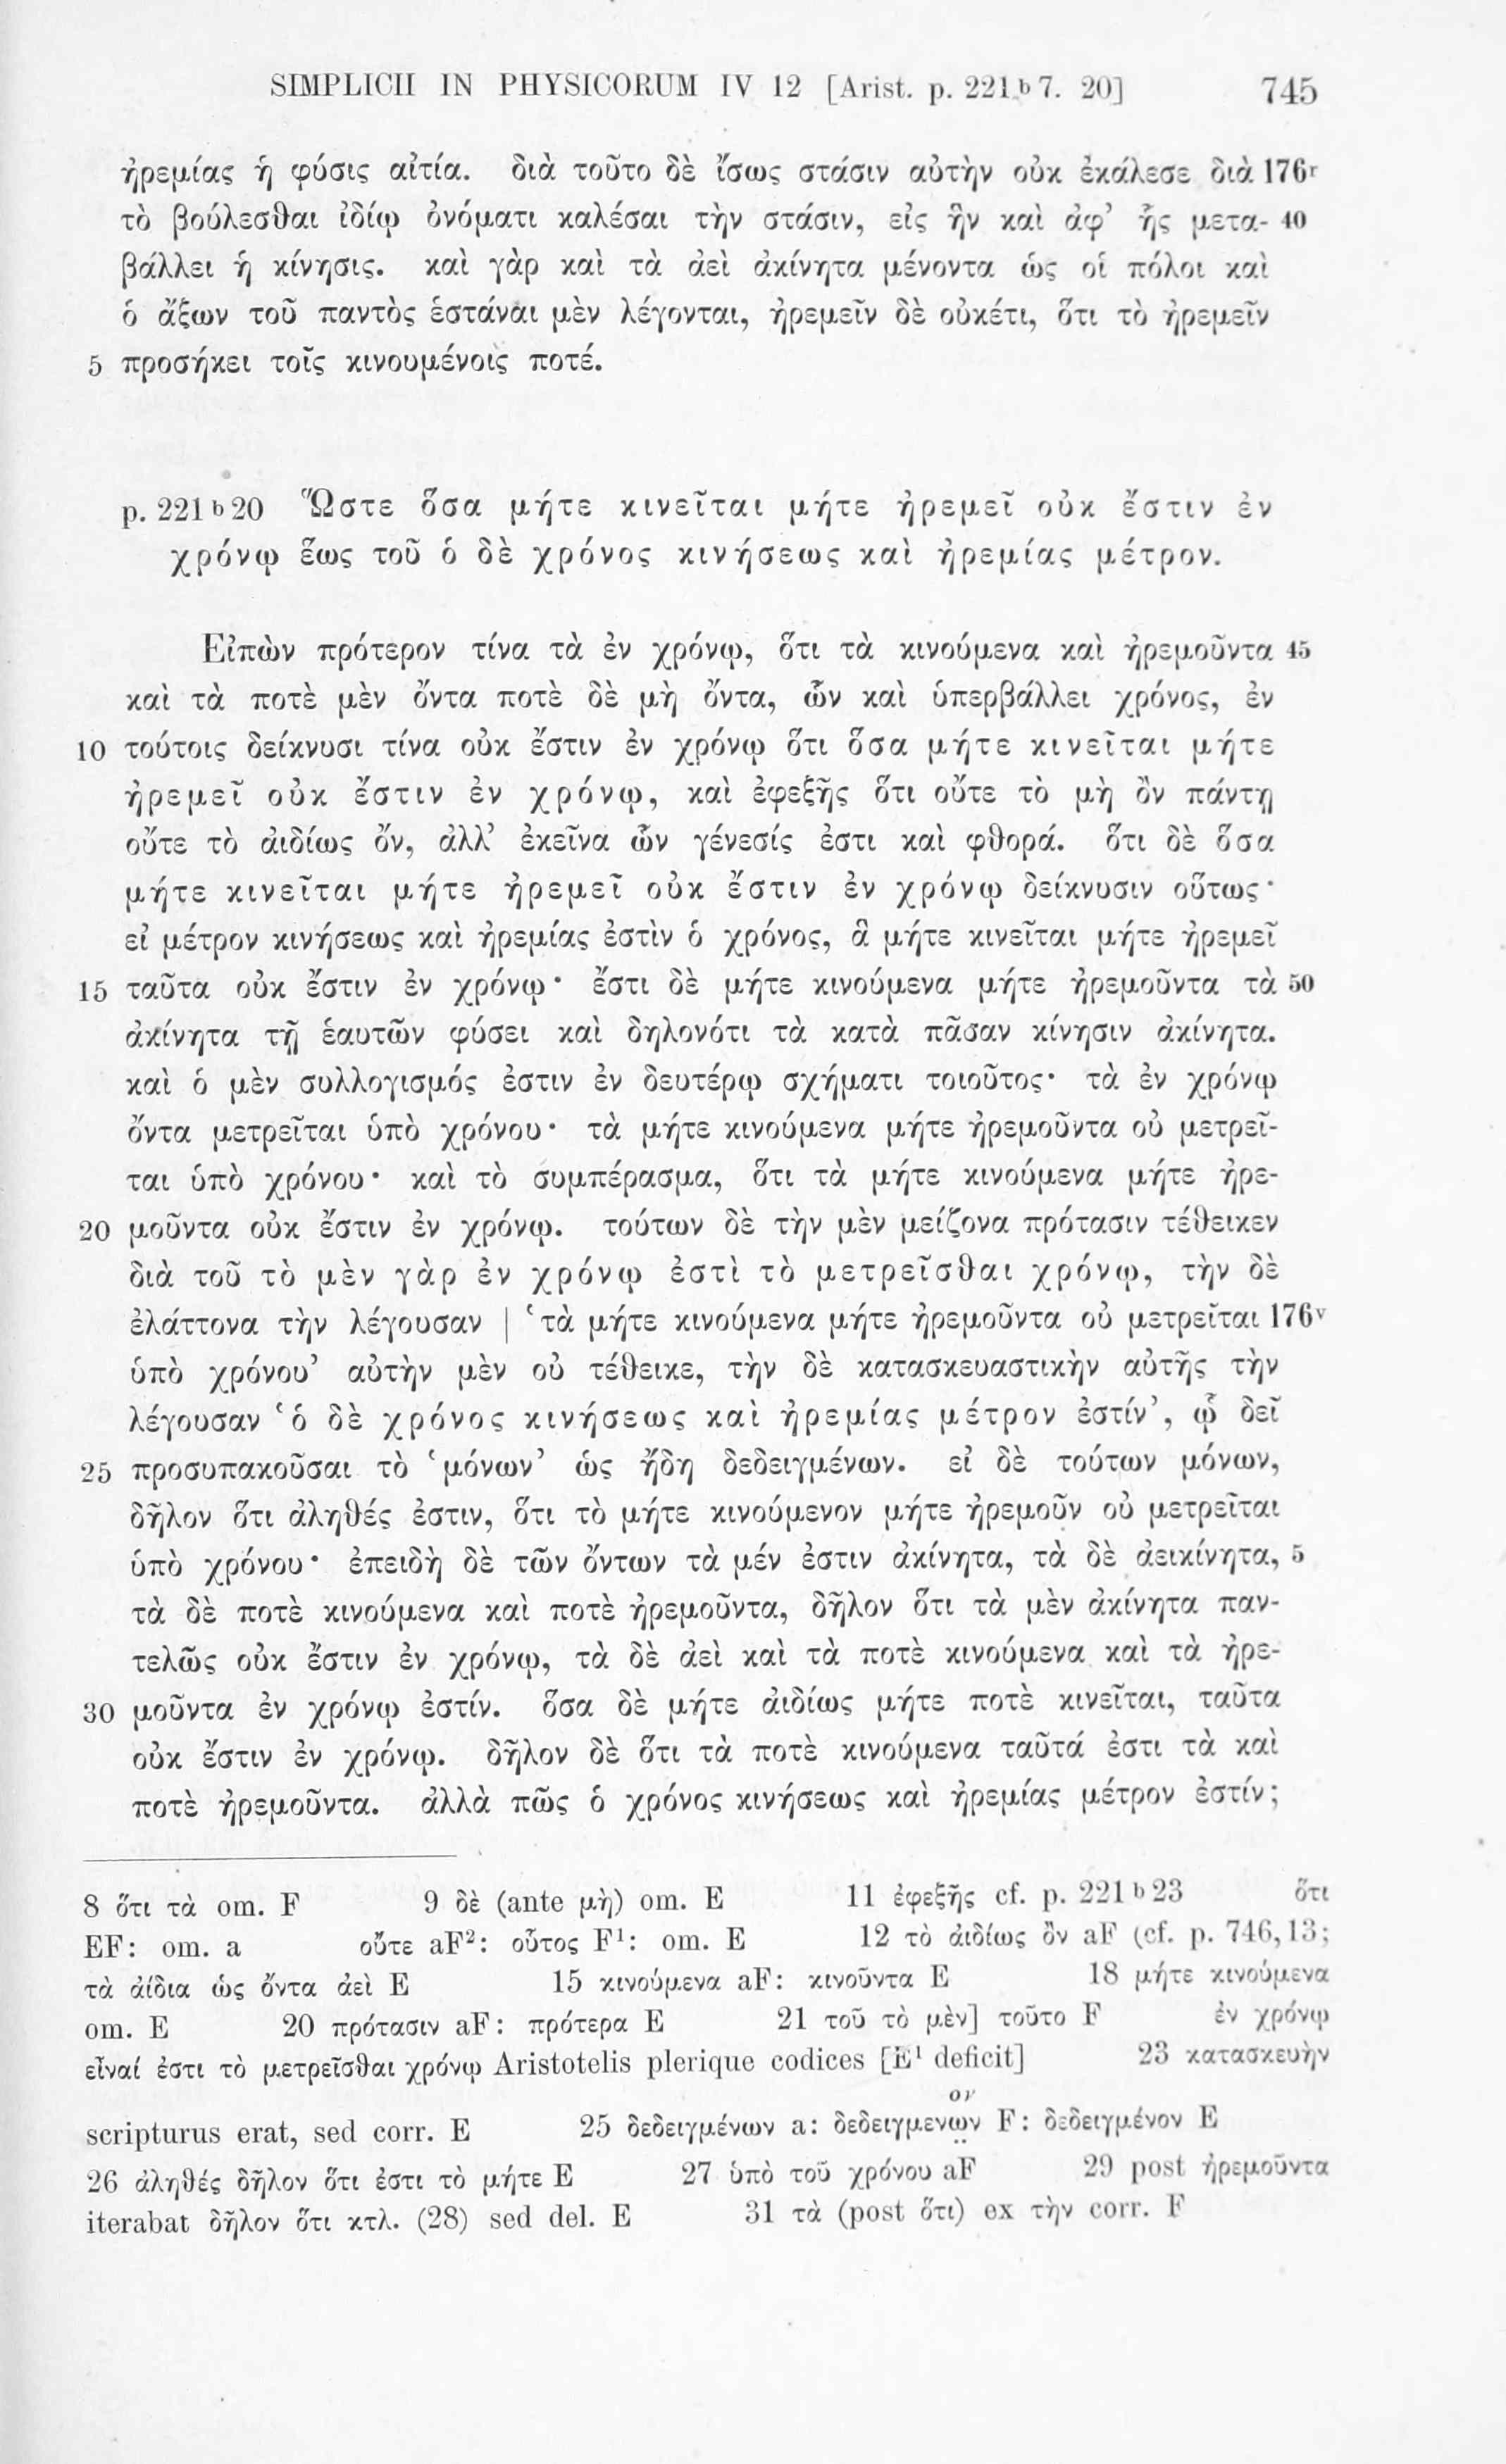 SIMPLICII IN PHYSICORUM IV 12 [Arist. p. 221 b 7. 20] 745
ἠρεμίας ἡ φύσις αἰτία. διὰ τοῦτο δὲ ἴσως στάσιν αὐτὴν οὐκ ἐκάλεσε διὰ 176r
τὸ βούλεσθαι ἰδίῳ ὀνόματι καλέσαι τὴν στάσιν, εἰς ἣν καὶ ἀφ’ ἧς μετα- 40
βάλλει ἡ κίνησις. καὶ γὰρ καὶ τὰ ἀεὶ ἀκίνητα μένοντα ὡς οἱ πόλοι καὶ
ὁ ἄξων τοῦ παντὸς ἑστάναι μὲν λέγονται, ἠρεμεῖν δὲ οὐκέτι, ὅτι τὸ ἠρεμεῖν
5 προσήκει τοῖς κινουμένοις ποτέ.
p. 221 b 20 Ὥστε ὅσα μήτε κινεῖται μήτε ἠρεμεῖ οὐκ ἔστιν ἐν
χρόνῳ ἕως τοῦ ὁ δὲ χρόνος κινήσεως καὶ ἠρεμίας μέτρον.
Εἰπὼν πρότερον τίνα τὰ ἐν χρόνῳ, ὅτι τὰ κινούμενα καὶ ἠρεμοῦντα 45
καὶ τὰ ποτὲ μὲν ὄντα ποτὲ δὲ μὴ ὄντα, ὧν καὶ ὑπερβάλλει χρόνος, ἐν
10 τούτοις δείκνυσι τίνα οὐκ ἔστιν ἐν χρόνῳ ὅτι ὅσα μήτε κινεῖται μήτε
ἠρεμεῖ οὐκ ἔστιν ἐν χρόνῳ, καὶ ἐφεξῆς ὅτι οὔτε τὸ μὴ ὂν πάντῃ
οὔτε τὸ ἀιδίως ὄν, ἀλλ’ ἐκεῖνα ὧν γένεσίς ἐστι καὶ φθορά. ὅτι δὲ ὅσα
μήτε κινεῖται μήτε ἠρεμεῖ οὐκ ἔστιν ἐν χρόνῳ δείκνυσιν οὕτως·
εἰ μέτρον κινήσεως καὶ ἠρεμίας ἐστὶν ὁ χρόνος, ἃ μήτε κινεῖται μήτε ἠρεμεῖ
15 ταῦτα οὐκ ἔστιν ἐν χρόνῳ· ἔστι δὲ μήτε κινούμενα μήτε ἠρεμοῦντα τὰ 50
ἀκίνητα τῇ ἑαυτῶν φύσει καὶ δηλονότι τὰ κατὰ πᾶσαν κίνησιν ἀκίνητα.
καὶ ὁ μὲν συλλογισμός ἐστιν ἐν δευτέρῳ σχήματι τοιοῦτος· τὰ ἐν χρόνῳ
ὄντα μετρεῖται ὑπὸ χρόνου· τὰ μήτε κινούμενα μήτε ἠρεμοῦντα οὐ μετρεῖ-
ται ὑπὸ χρόνου· καὶ τὸ συμπέρασμα, ὅτι τὰ μήτε κινούμενα μήτε ἠρε-
20 μοῦντα οὐκ ἔστιν ἐν χρόνῳ. τούτων δὲ τὴν μὲν μείζονα πρότασιν τέθεικεν
διὰ τοῦ τὸ μὲν γὰρ ἐν χρόνῳ ἐστὶ τὸ μετρεῖσθαι χρόνῳ, τὴν δὲ
ἐλάττονα τὴν λέγουσαν | ‘τὰ μήτε κινούμενα μήτε ἠρεμοῦντα οὐ μετρεῖται 176v
ὑπὸ χρόνου’ αὐτὴν μὲν οὐ τέθεικε, τὴν δὲ κατασκευαστικὴν αὐτῆς τὴν
λέγουσαν ‘ὁ δὲ χρόνος κινήσεως καὶ ἠρεμίας μέτρον ἐστίν’, ᾧ δεῖ
25 προσυπακοῦσαι τὸ ‘μόνων’ ὡς ἤδη δεδειγμένων. εἰ δὲ τούτων μόνων,
δῆλον ὅτι ἀληθές ἐστιν, ὅτι τὸ μήτε κινούμενον μήτε ἠρεμοῦν οὐ μετρεῖται
ὑπὸ χρόνου· ἐπειδὴ δὲ τῶν ὄντων τὰ μέν ἐστιν ἀκίνητα, τὰ δὲ ἀεικίνητα, 5
τὰ δὲ ποτὲ κινούμενα καὶ ποτὲ ἠρεμοῦντα, δῆλον ὅτι τὰ μὲν ἀκίνητα παν-
τελῶς οὐκ ἔστιν ἐν χρόνῳ, τὰ δὲ ἀεὶ καὶ τὰ ποτὲ κινούμενα καὶ τὰ ἠρε-
30 μοῦντα ἐν χρόνῳ ἐστίν. ὅσα δὲ μήτε ἀιδίως μήτε ποτὲ κινεῖται, ταῦτα
οὐκ ἔστιν ἐν χρόνῳ. δῆλον δὲ ὅτι τὰ ποτὲ κινούμενα ταῦτά ἐστι τὰ καὶ
ποτὲ ἠρεμοῦντα. ἀλλὰ πῶς ὁ χρόνος κινήσεως καὶ ἠρεμίας μέτρον ἐστίν;
8 ὅτι τὰ om. F 9 δὲ (ante μὴ) om. E 11 ἐφεξῆς cf. p. 221 b 23 ὅτι
EF: om. a οὔτε aF²: οὗτος F¹: om. E 12 τὸ ἀιδίως ὂν aF (cf. p. 746,13;
τὰ ἀίδια ὡς ὄντα ἀεὶ E 15 κινούμενα aF: κινοῦντα E 18 μήτε κινούμενα
om. E 20 πρότασιν aF: πρότερα E 21 τοῦ τὸ μὲν] τοῦτο F ἐν χρόνῳ
εἶναί ἐστι τὸ μετρεῖσθαι χρόνῳ Aristotelis plerique codices [E¹ deficit] 23 κατασκευὴν
scripturus erat, sed corr. E 25 δεδειγμένων a: δεδειγμενων F: δεδειγμένον E
26 ἀληθές δῆλον ὅτι ἐστι τὸ μήτε E 27 ὑπὸ τοῦ χρόνου aF 29 post ἠρεμοῦντα
iterabat δῆλον ὅτι κτλ. (28) sed del. E 31 τὰ (post ὅτι) ex τὴν corr. F